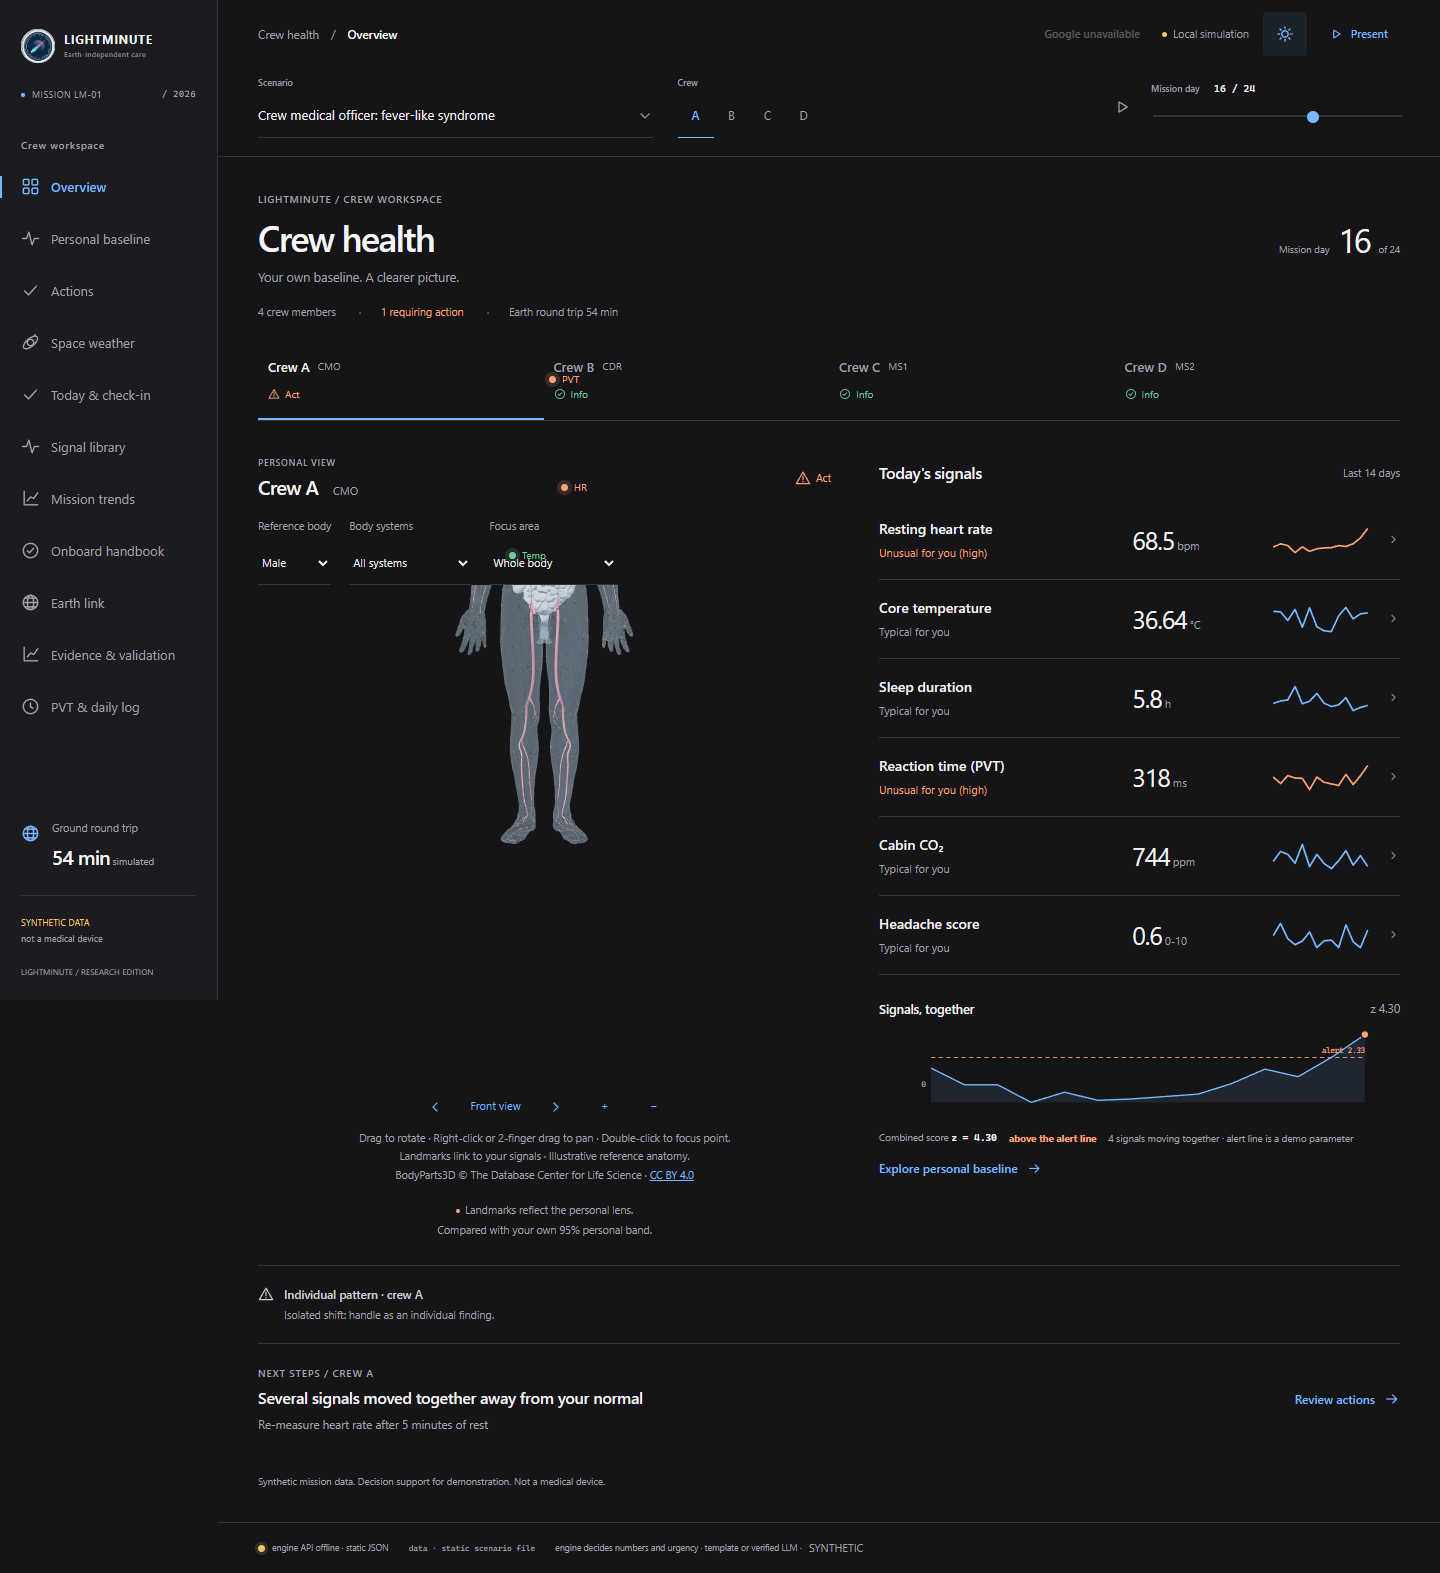 LIGHTMINUTE
Earth-independent care
MISSION LM-01 / 2026
Crew workspace
Overview
Personal baseline
Actions
Space weather
Today & check-in
Signal library
Mission trends
Onboard handbook
Earth link
Evidence & validation
PVT & daily log
Ground round trip
54 min simulated
SYNTHETIC DATA
not a medical device
LIGHTMINUTE / RESEARCH EDITION
Crew health / Overview
Google unavailable
Local simulation
Present
Scenario
Crew medical officer: fever-like syndrome
Crew
A B C D
Mission day 16 / 24
LIGHTMINUTE / CREW WORKSPACE
Crew health
Your own baseline. A clearer picture.
Mission day 16 of 24
4 crew members · 1 requiring action · Earth round trip 54 min
Crew A CMO
Act
Crew B CDR
PVT
Info
Crew C MS1
Info
Crew D MS2
Info
PERSONAL VIEW
Crew A CMO
HR
Act
Reference body
Male
Body systems
All systems
Focus area
Temp
Whole body
Front view
+
−
Drag to rotate · Right-click or 2-finger drag to pan · Double-click to focus point.
Landmarks link to your signals · Illustrative reference anatomy.
BodyParts3D © The Database Center for Life Science · CC BY 4.0
Landmarks reflect the personal lens.
Compared with your own 95% personal band.
Today's signals
Last 14 days
Resting heart rate
Unusual for you (high)
68.5 bpm
Core temperature
Typical for you
36.64 °C
Sleep duration
Typical for you
5.8 h
Reaction time (PVT)
Unusual for you (high)
318 ms
Cabin CO₂
Typical for you
744 ppm
Headache score
Typical for you
0.6 0-10
Signals, together
z 4.30
alert 2.33
0
Combined score z = 4.30 above the alert line 4 signals moving together · alert line is a demo parameter
Explore personal baseline
Individual pattern · crew A
Isolated shift: handle as an individual finding.
NEXT STEPS / CREW A
Several signals moved together away from your normal
Re-measure heart rate after 5 minutes of rest
Review actions
Synthetic mission data. Decision support for demonstration. Not a medical device.
engine API offline · static JSON data · static scenario file engine decides numbers and urgency · template or verified LLM · SYNTHETIC